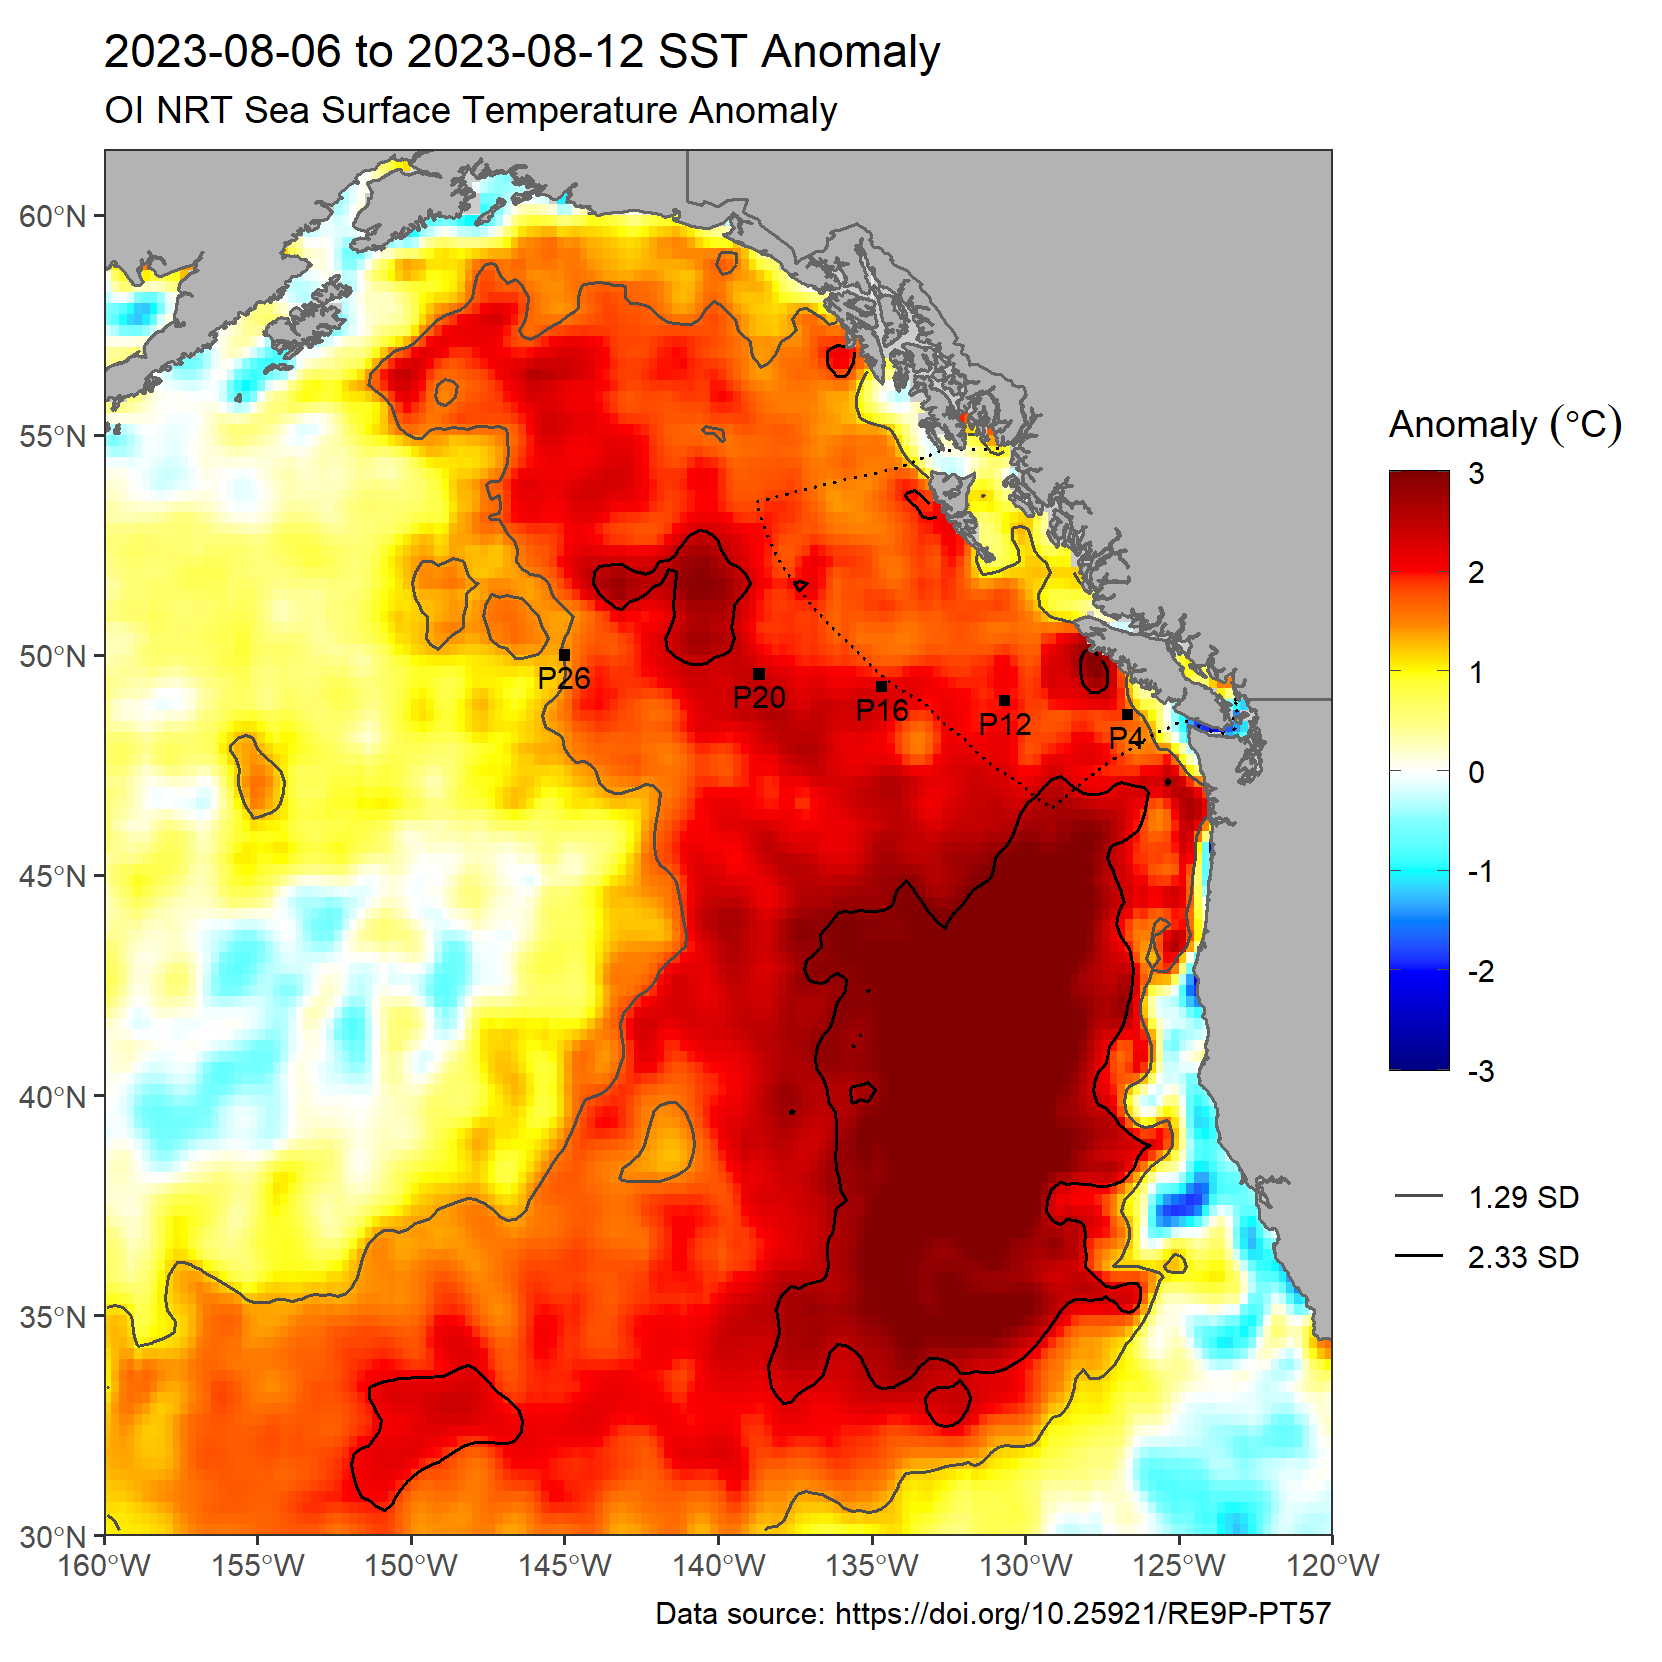 2023-08-06 to 2023-08-12 SST Anomaly
OI NRT Sea Surface Temperature Anomaly
60°N
55°N
50°N
45°N
40°N
35°N
30°N
P26
P20
P16
P12
P4
160°W
155°W
150°W
145°W
140°W
135°W
130°W
125°W
120°W
Anomaly (°C)
3
2
1
0
-1
-2
-3
1.29 SD
2.33 SD
Data source: https://doi.org/10.25921/RE9P-PT57